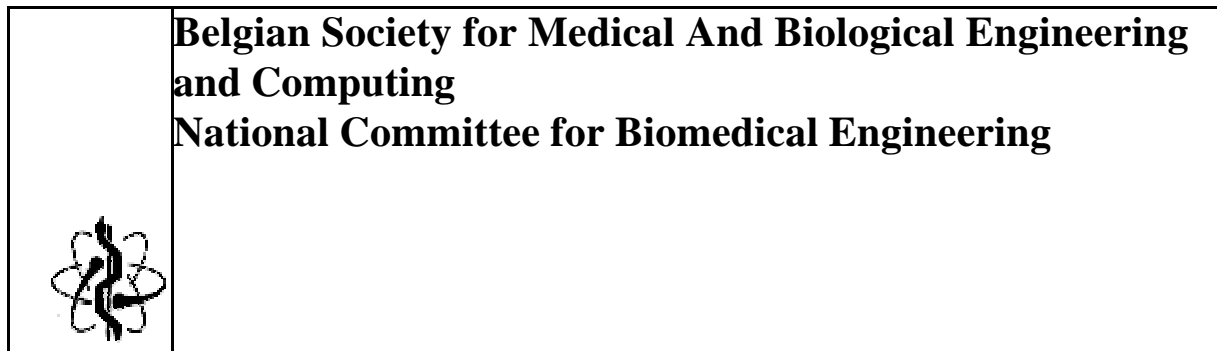 Belgian Society for Medical And Biological Engineering
and Computing
National Committee for Biomedical Engineering